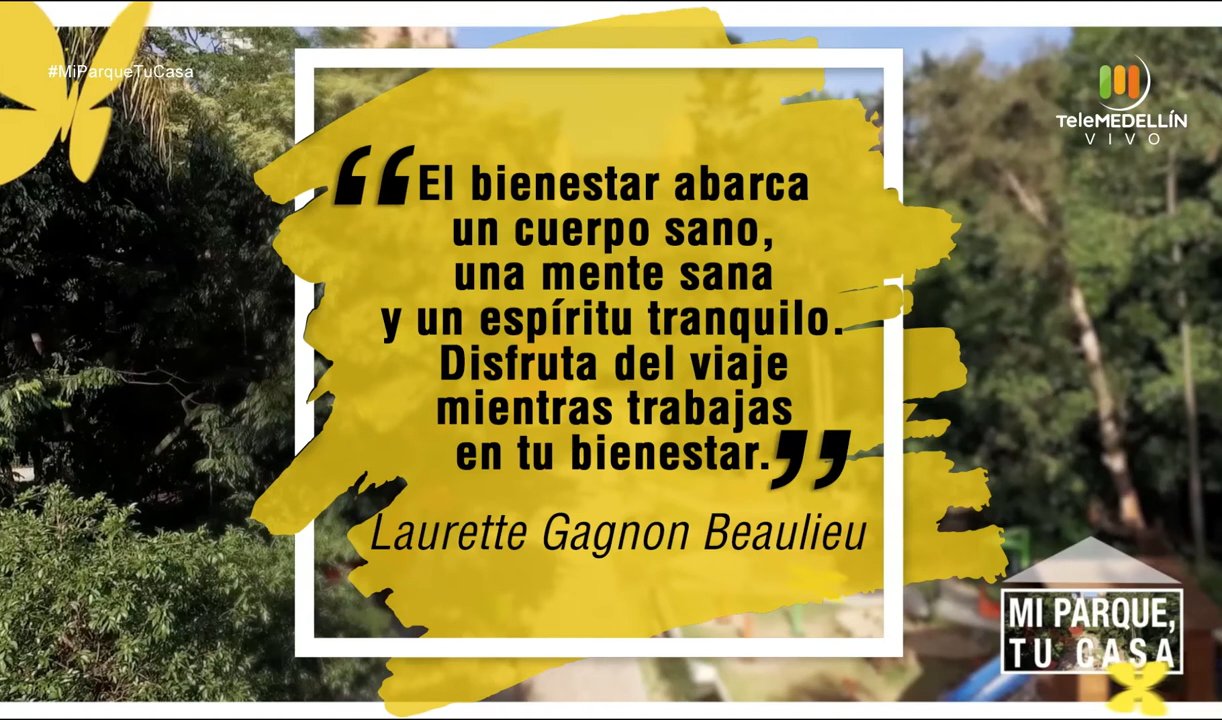 #MiParqueTuCasa
TeleMEDELLÍN
VIVO
“El bienestar abarca
un cuerpo sano,
una mente sana
y un espíritu tranquilo.
Disfruta del viaje
mientras trabajas
en tu bienestar.”
Laurette Gagnon Beaulieu
MI PARQUE,
TU CASA